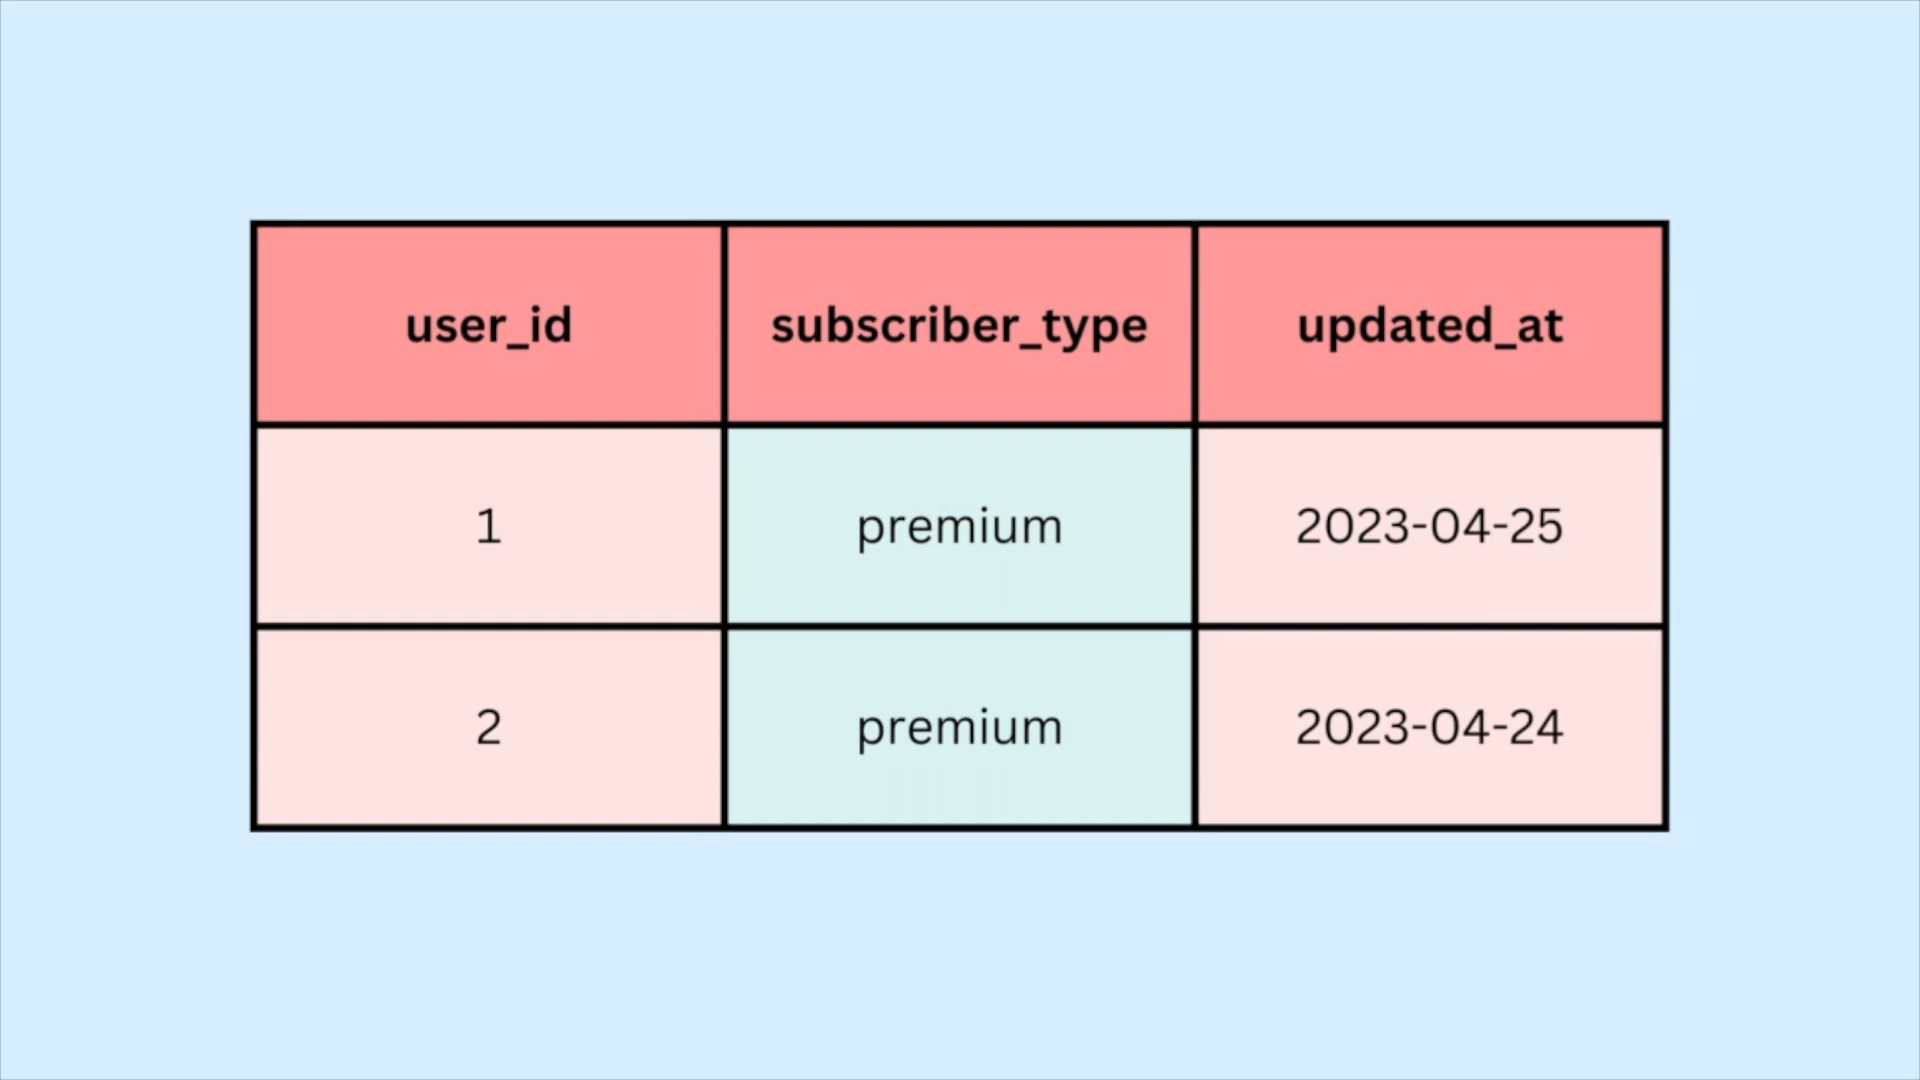 user_id subscriber_type updated_at
1 premium 2023-04-25
2 premium 2023-04-24